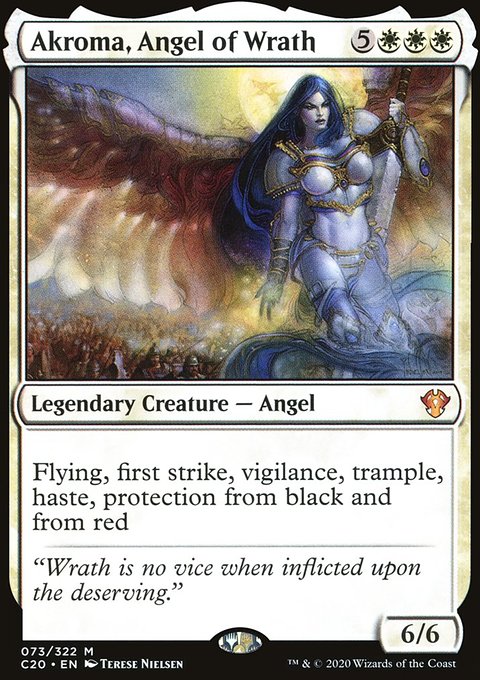 Akroma, Angel of Wrath 5
Legendary Creature — Angel
Flying, first strike, vigilance, trample,
haste, protection from black and
from red
“Wrath is no vice when inflicted upon
the deserving.”
6/6
073/322 M
C20 • EN Terese Nielsen
™ & © 2020 Wizards of the Coast